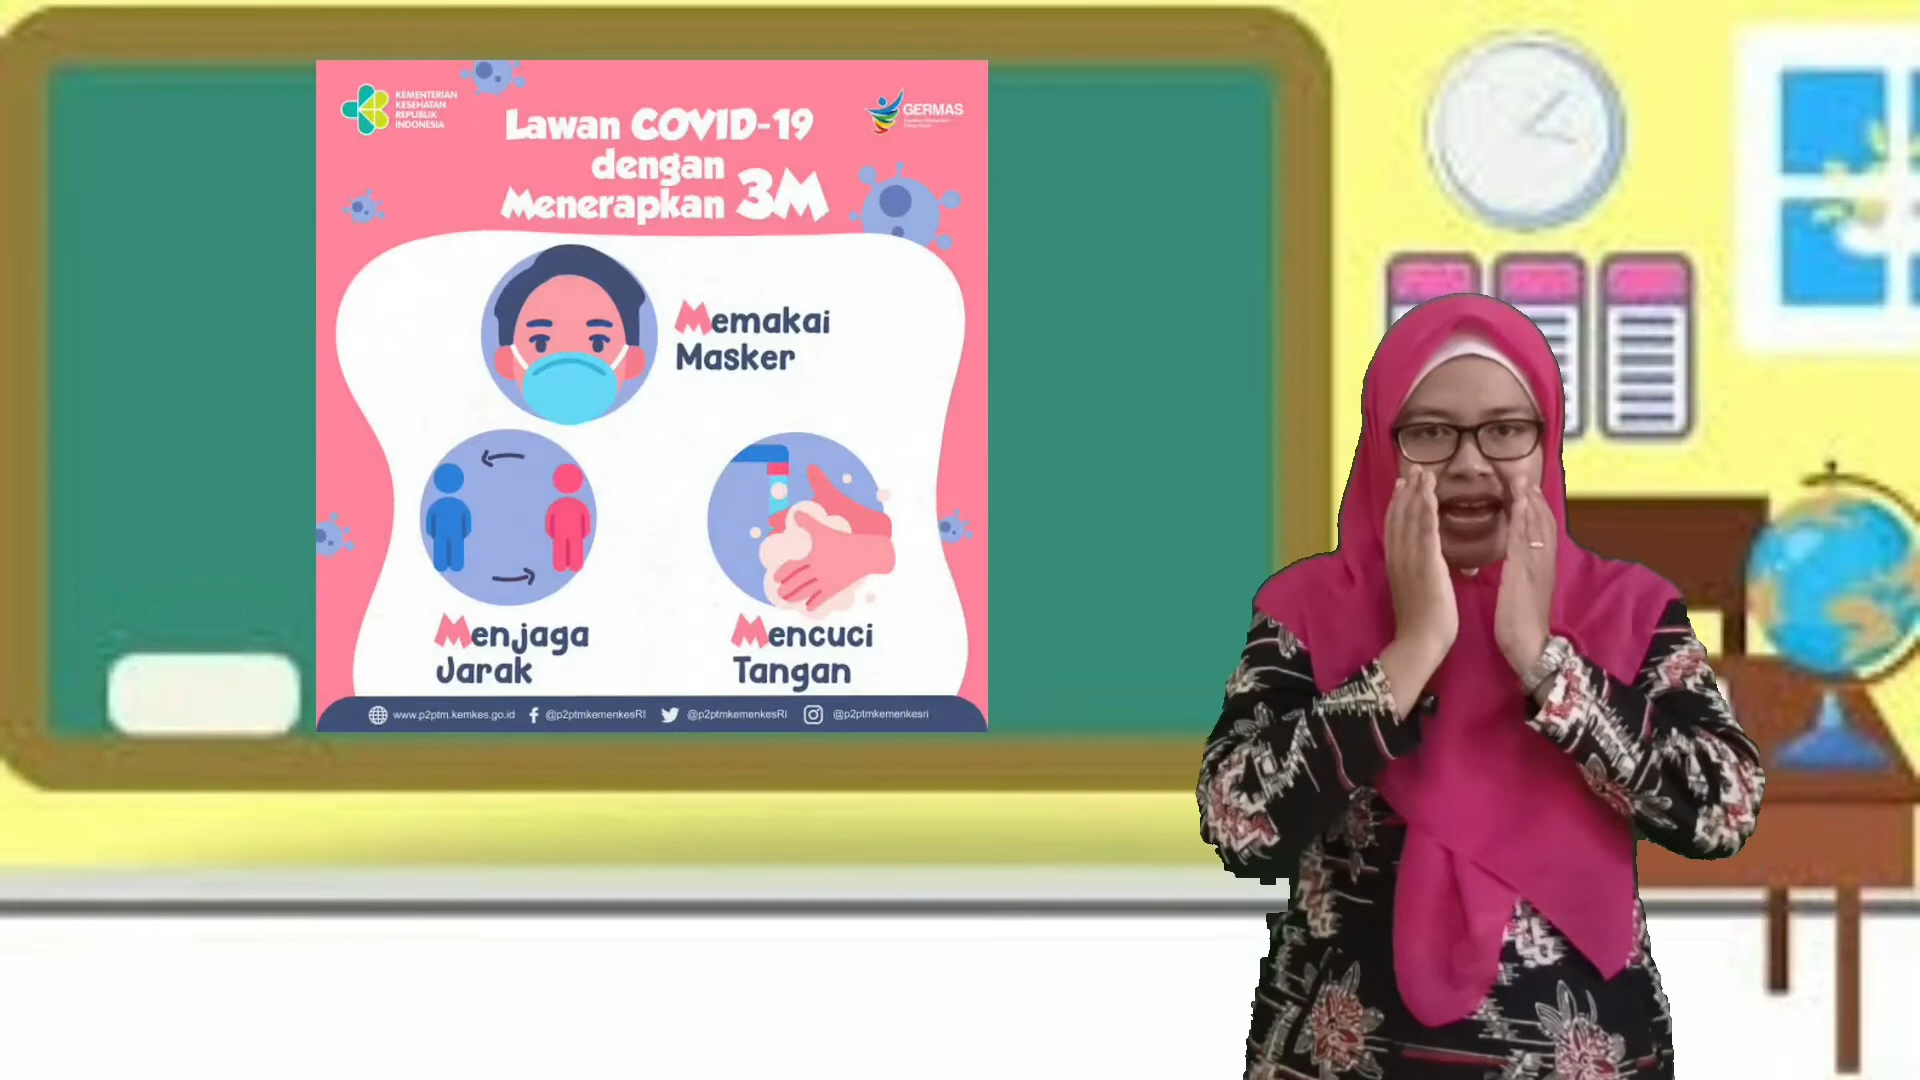 KEMENTERIAN
KESEHATAN
REPUBLIK
INDONESIA
GERMAS
Lawan COVID-19
dengan
Menerapkan 3M
Memakai
Masker
Menjaga
Jarak
Mencuci
Tangan
www.p2ptm.kemkes.go.id @p2ptmkemenkesRI @p2ptmkemenkesRI @p2ptmkemenkesri